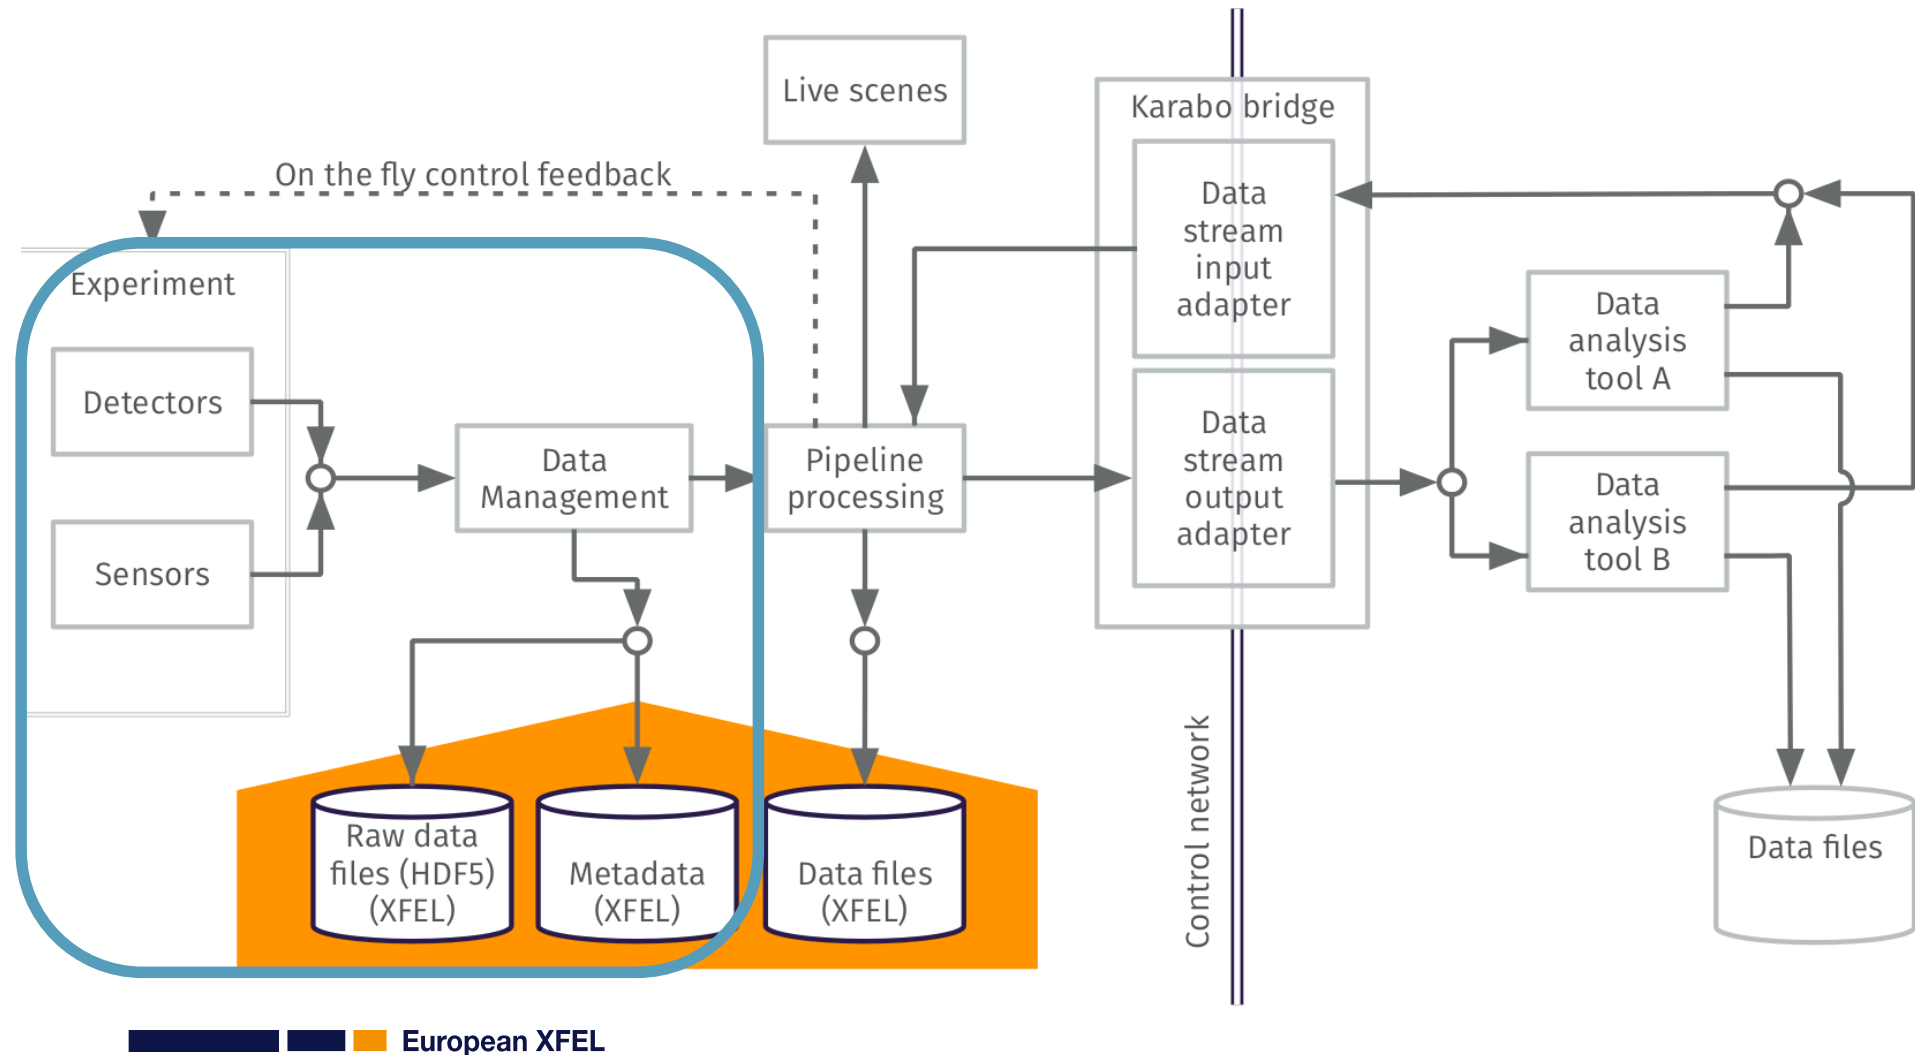 Live scenes
Karabo bridge
On the fly control feedback
Data
stream
input
adapter
Experiment
Detectors
Sensors
Data
Management
Pipeline
processing
Data
stream
output
adapter
Data
analysis
tool A
Data
analysis
tool B
Control network
Raw data
files (HDF5)
(XFEL)
Metadata
(XFEL)
Data files
(XFEL)
Data files
European XFEL